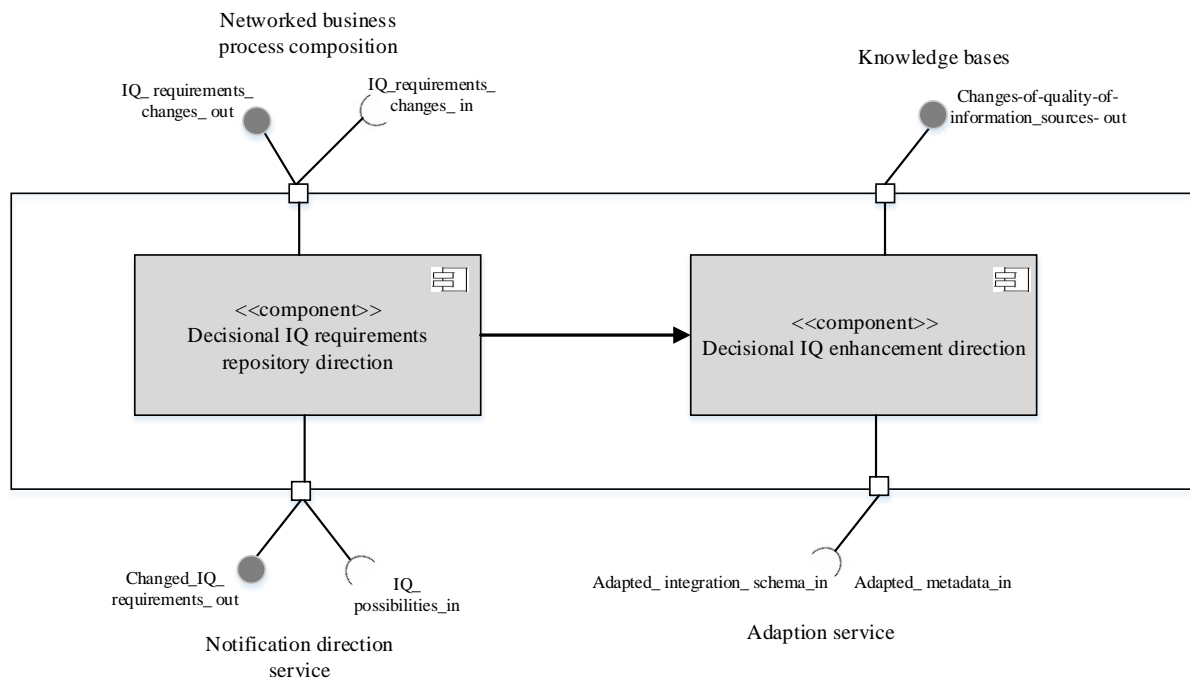 Networked business
process composition
IQ_ requirements_
changes_ out
IQ_requirements_
changes_ in
Knowledge bases
Changes-of-quality-of-
information_sources- out
<<component>>
Decisional IQ requirements
repository direction
<<component>>
Decisional IQ enhancement direction
Changed_IQ_
requirements_ out
IQ_
possibilities_in
Notification direction
service
Adapted_ integration_ schema_in
Adapted_ metadata_in
Adaption service